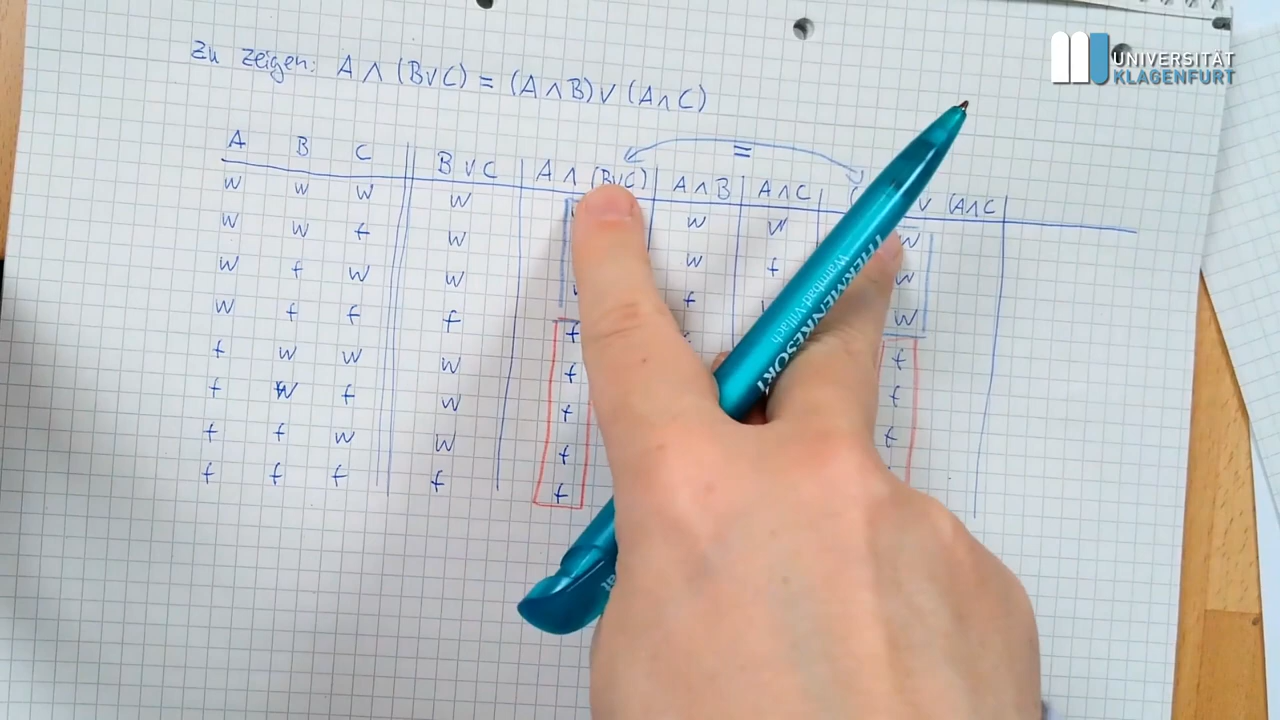 UNIVERSITÄT
KLAGENFURT
Zu zeigen: A ∧ (B∨C) = (A∧B)∨(A∧C)
=
A B C B∨C A ∧ (B∨C) A∧B A∧C ( ∨ (A∧C
w w w w w w w
w w f w w f w
w f w w f w
w f f f f f
f w w w f f
f w f w f f
f f w w f
f f f f f
THERMENRESORT
Warmbad-Villach